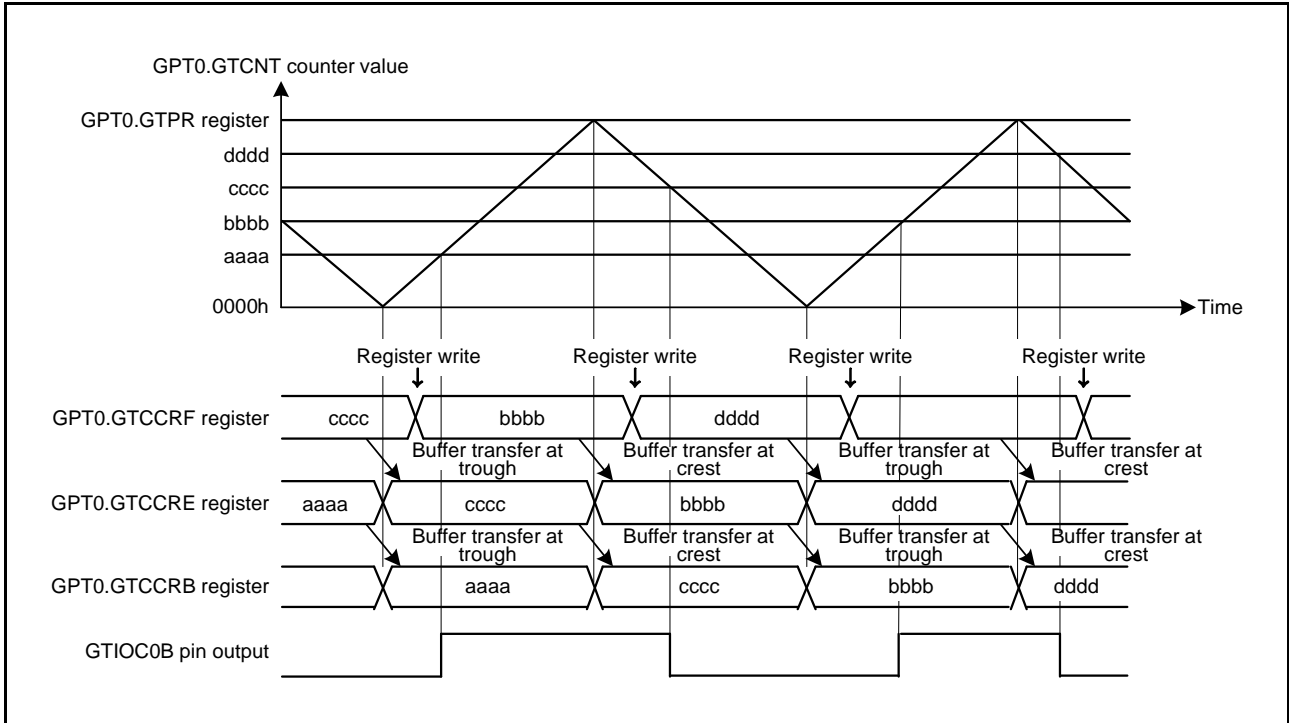 GPT0.GTCNT counter value
GPT0.GTPR register
dddd
cccc
bbbb
aaaa
0000h
Time
Register write Register write Register write Register write
GPT0.GTCCRF register cccc bbbb dddd
Buffer transfer at trough
Buffer transfer at crest
Buffer transfer at trough
Buffer transfer at crest
GPT0.GTCCRE register aaaa cccc bbbb dddd
Buffer transfer at trough
Buffer transfer at crest
Buffer transfer at trough
Buffer transfer at crest
GPT0.GTCCRB register aaaa cccc bbbb dddd
GTIOC0B pin output